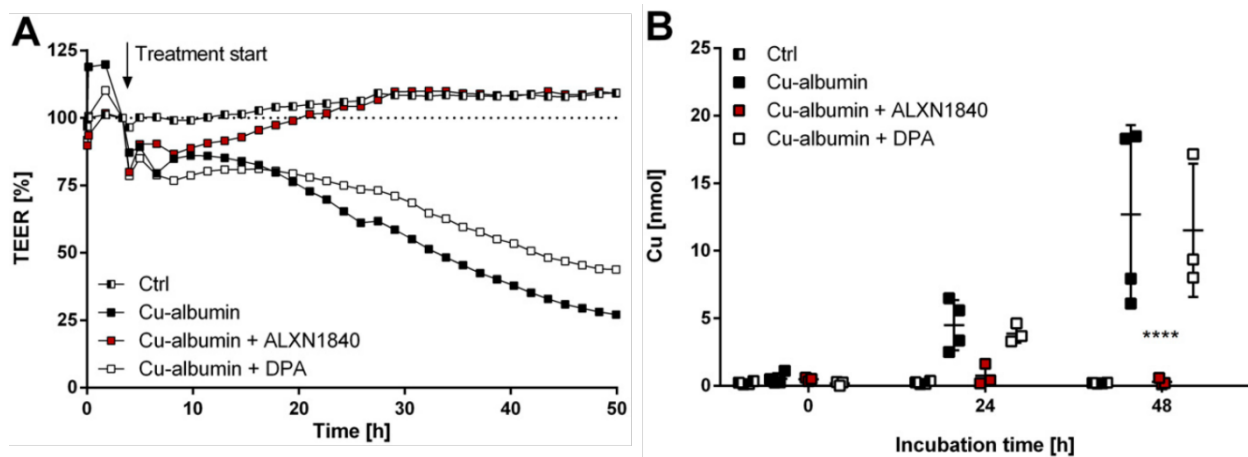 A
Treatment start
TEER [%]
125
100
75
50
25
0
Ctrl
Cu-albumin
Cu-albumin + ALXN1840
Cu-albumin + DPA
0
10
20
30
40
50
Time [h]
B
Cu [nmol]
25
20
15
10
5
0
Ctrl
Cu-albumin
Cu-albumin + ALXN1840
Cu-albumin + DPA
****
0
24
48
Incubation time [h]